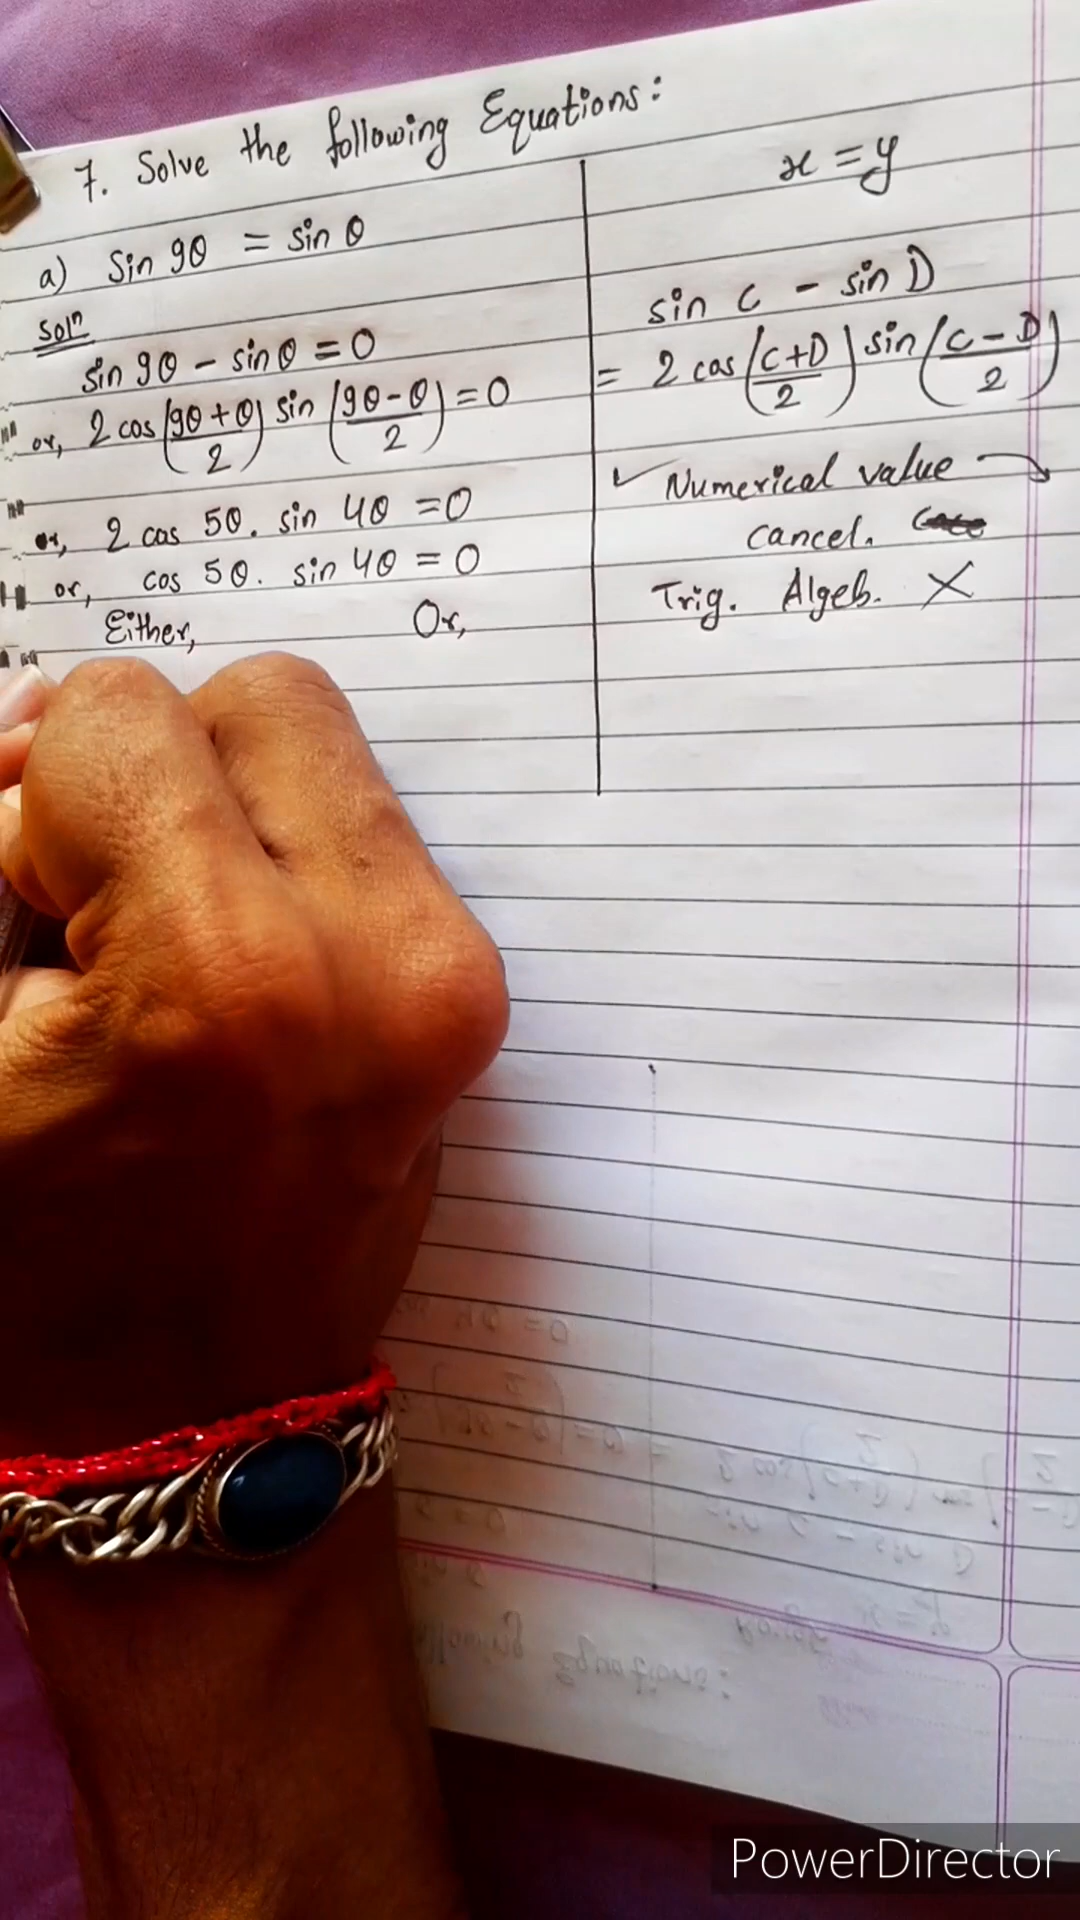 7. Solve the following Equations:
a) Sin 9θ = sin θ
Solⁿ
sin 9θ - sin θ = 0
or, 2 cos (9θ + θ / 2) sin (9θ - θ / 2) = 0
or, 2 cos 5θ. sin 4θ = 0
or, cos 5θ. sin 4θ = 0
Either, Or,
x = y
sin C - sin D
= 2 cos (C + D / 2) sin (C - D / 2)
✓ Numerical value →
cancel.
Trig. Algeb. ×
PowerDirector